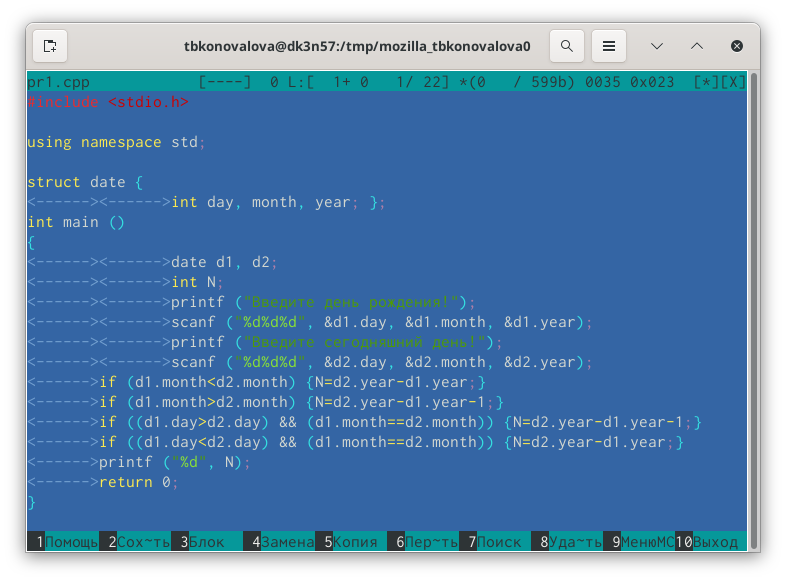 tbkonovalova@dk3n57:/tmp/mozilla_tbkonovalova0
pr1.cpp [----] 0 L:[ 1+ 0 1/ 22] *(0 / 599b) 0035 0x023 [*][X]
#include <stdio.h>
using namespace std;
struct date {
<------><------>int day, month, year; };
int main ()
{
<------><------>date d1, d2;
<------><------>int N;
<------><------>printf ("Введите день рождения!");
<------><------>scanf ("%d%d%d", &d1.day, &d1.month, &d1.year);
<------><------>printf ("Введите сегодняшний день!");
<------><------>scanf ("%d%d%d", &d2.day, &d2.month, &d2.year);
<------>if (d1.month<d2.month) {N=d2.year-d1.year;}
<------>if (d1.month>d2.month) {N=d2.year-d1.year-1;}
<------>if ((d1.day>d2.day) && (d1.month==d2.month)) {N=d2.year-d1.year-1;}
<------>if ((d1.day<d2.day) && (d1.month==d2.month)) {N=d2.year-d1.year;}
<------>printf ("%d", N);
<------>return 0;
}
1Помощь 2Сох~ть 3Блок 4Замена 5Копия 6Пер~ть 7Поиск 8Уда~ть 9МенюMC 10Выход